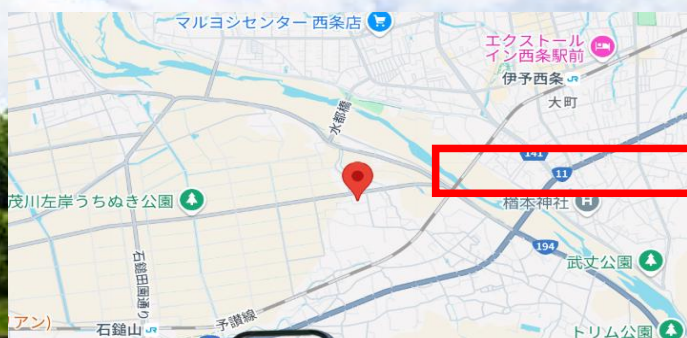 マルヨシセンター 西条店
エクストール
イン西条駅前
伊予西条
大町
水都橋
141
11
茂川左岸うちぬき公園
楢本神社
H
194
武丈公園
石鎚田園通り
予讃線
アン)
石鎚山
トリム公園